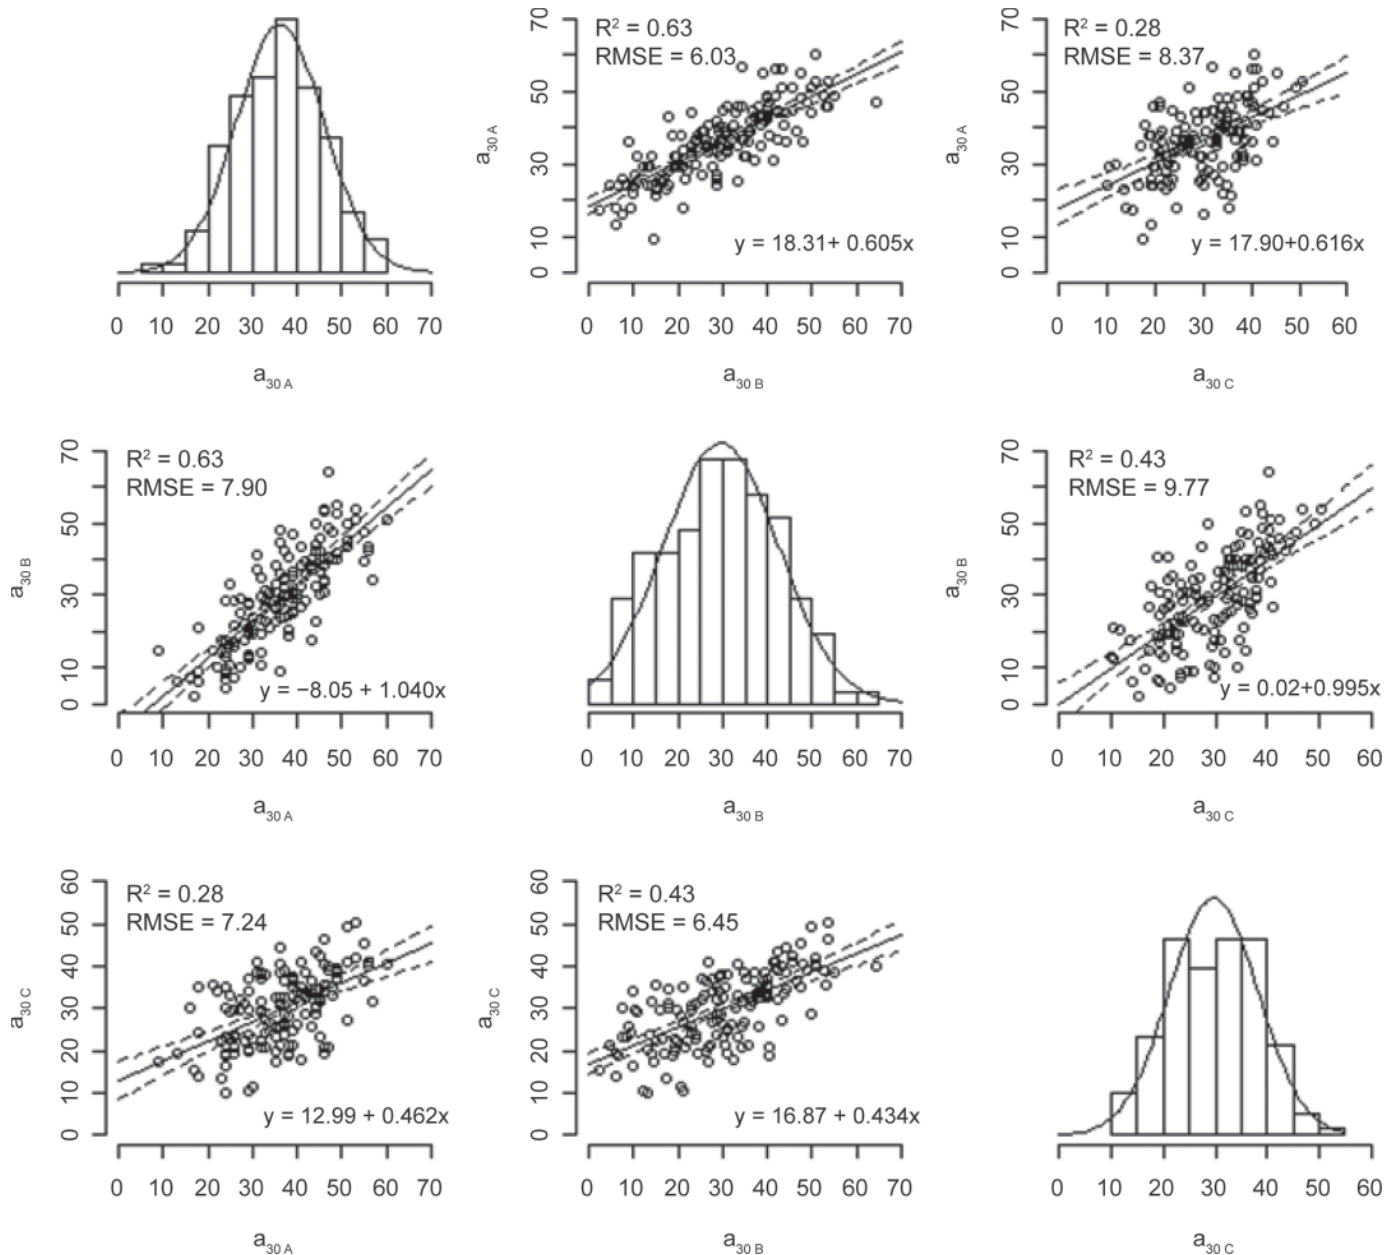 R² = 0.63
RMSE = 6.03
y = 18.31+ 0.605x
a30 A
0 10 30 50 70
0 10 20 30 40 50 60 70
a30 B
R² = 0.28
RMSE = 8.37
y = 17.90+0.616x
a30 A
0 10 30 50 70
0 10 20 30 40 50 60
a30 C
0 10 20 30 40 50 60 70
a30 A
R² = 0.63
RMSE = 7.90
y = −8.05 + 1.040x
a30 B
0 10 30 50 70
0 10 20 30 40 50 60 70
a30 A
0 10 20 30 40 50 60 70
a30 B
R² = 0.43
RMSE = 9.77
y = 0.02+0.995x
a30 B
0 10 30 50 70
0 10 20 30 40 50 60
a30 C
R² = 0.28
RMSE = 7.24
y = 12.99 + 0.462x
a30 C
0 10 20 30 40 50 60
0 10 20 30 40 50 60 70
a30 A
R² = 0.43
RMSE = 6.45
y = 16.87 + 0.434x
a30 C
0 10 20 30 40 50 60
0 10 20 30 40 50 60 70
a30 B
0 10 20 30 40 50 60
a30 C